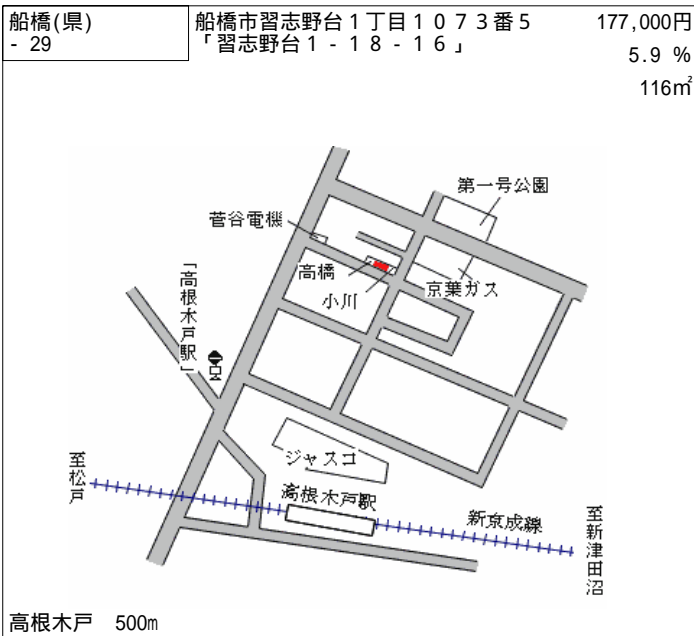 船橋(県)
- 29
船橋市習志野台１丁目１０７３番５
「習志野台１‐１８‐１６」
177,000円
5.9 %
116㎡
第一号公園
菅谷電機
高橋
小川
京葉ガス
「高根木戸駅」
ジャスコ
至松戸
高根木戸駅
新京成線
至新津田沼
高根木戸 500m